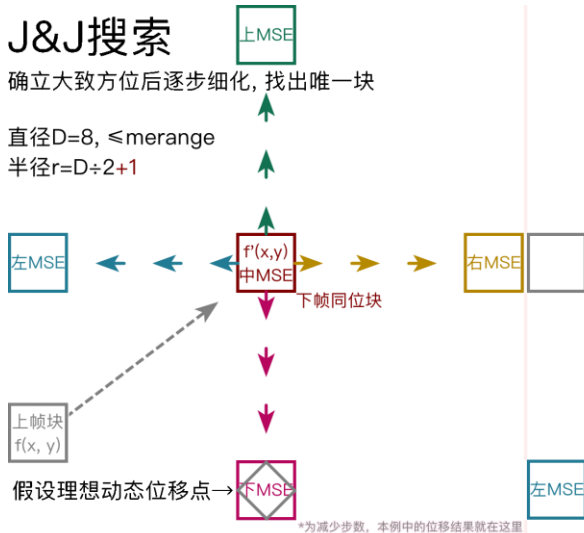 J&J搜索
上MSE
确立大致方位后逐步细化, 找出唯一块
直径D=8, ≤merange
半径r=D÷2+1
左MSE
f'(x,y)
中MSE
右MSE
下帧同位块
上帧块
f(x, y)
假设理想动态位移点→
下MSE
左MSE
*为减少步数，本例中的位移结果就在这里